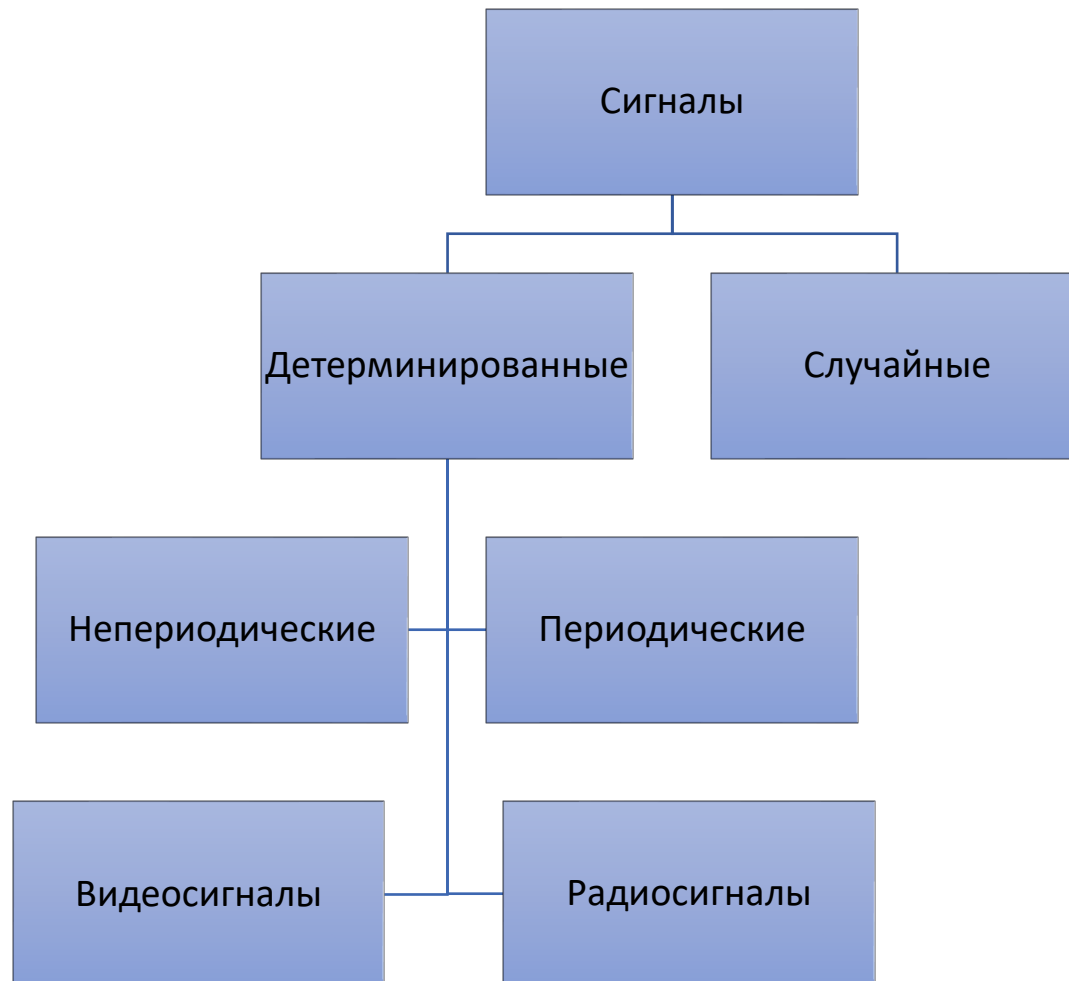 Сигналы
Детерминированные
Случайные
Непериодические
Периодические
Видеосигналы
Радиосигналы